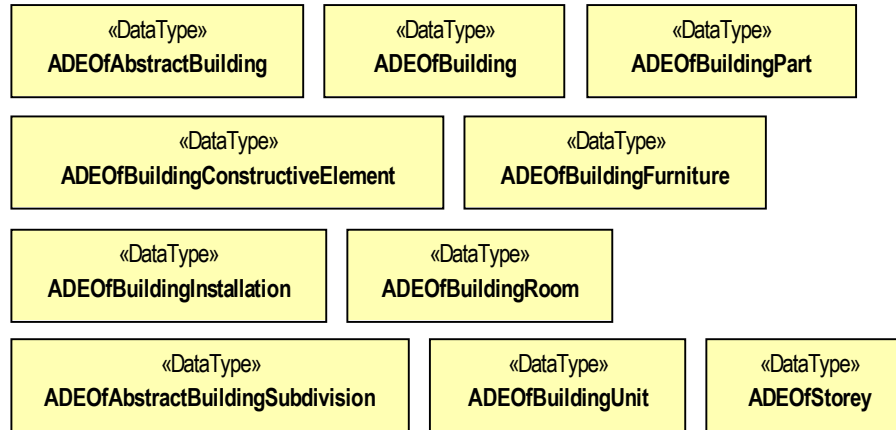 «DataType» «DataType» «DataType»
ADEOfAbstractBuilding ADEOfBuilding ADEOfBuildingPart
«DataType» «DataType»
ADEOfBuildingConstructiveElement ADEOfBuildingFurniture
«DataType» «DataType»
ADEOfBuildingInstallation ADEOfBuildingRoom
«DataType» «DataType» «DataType»
ADEOfAbstractBuildingSubdivision ADEOfBuildingUnit ADEOfStorey